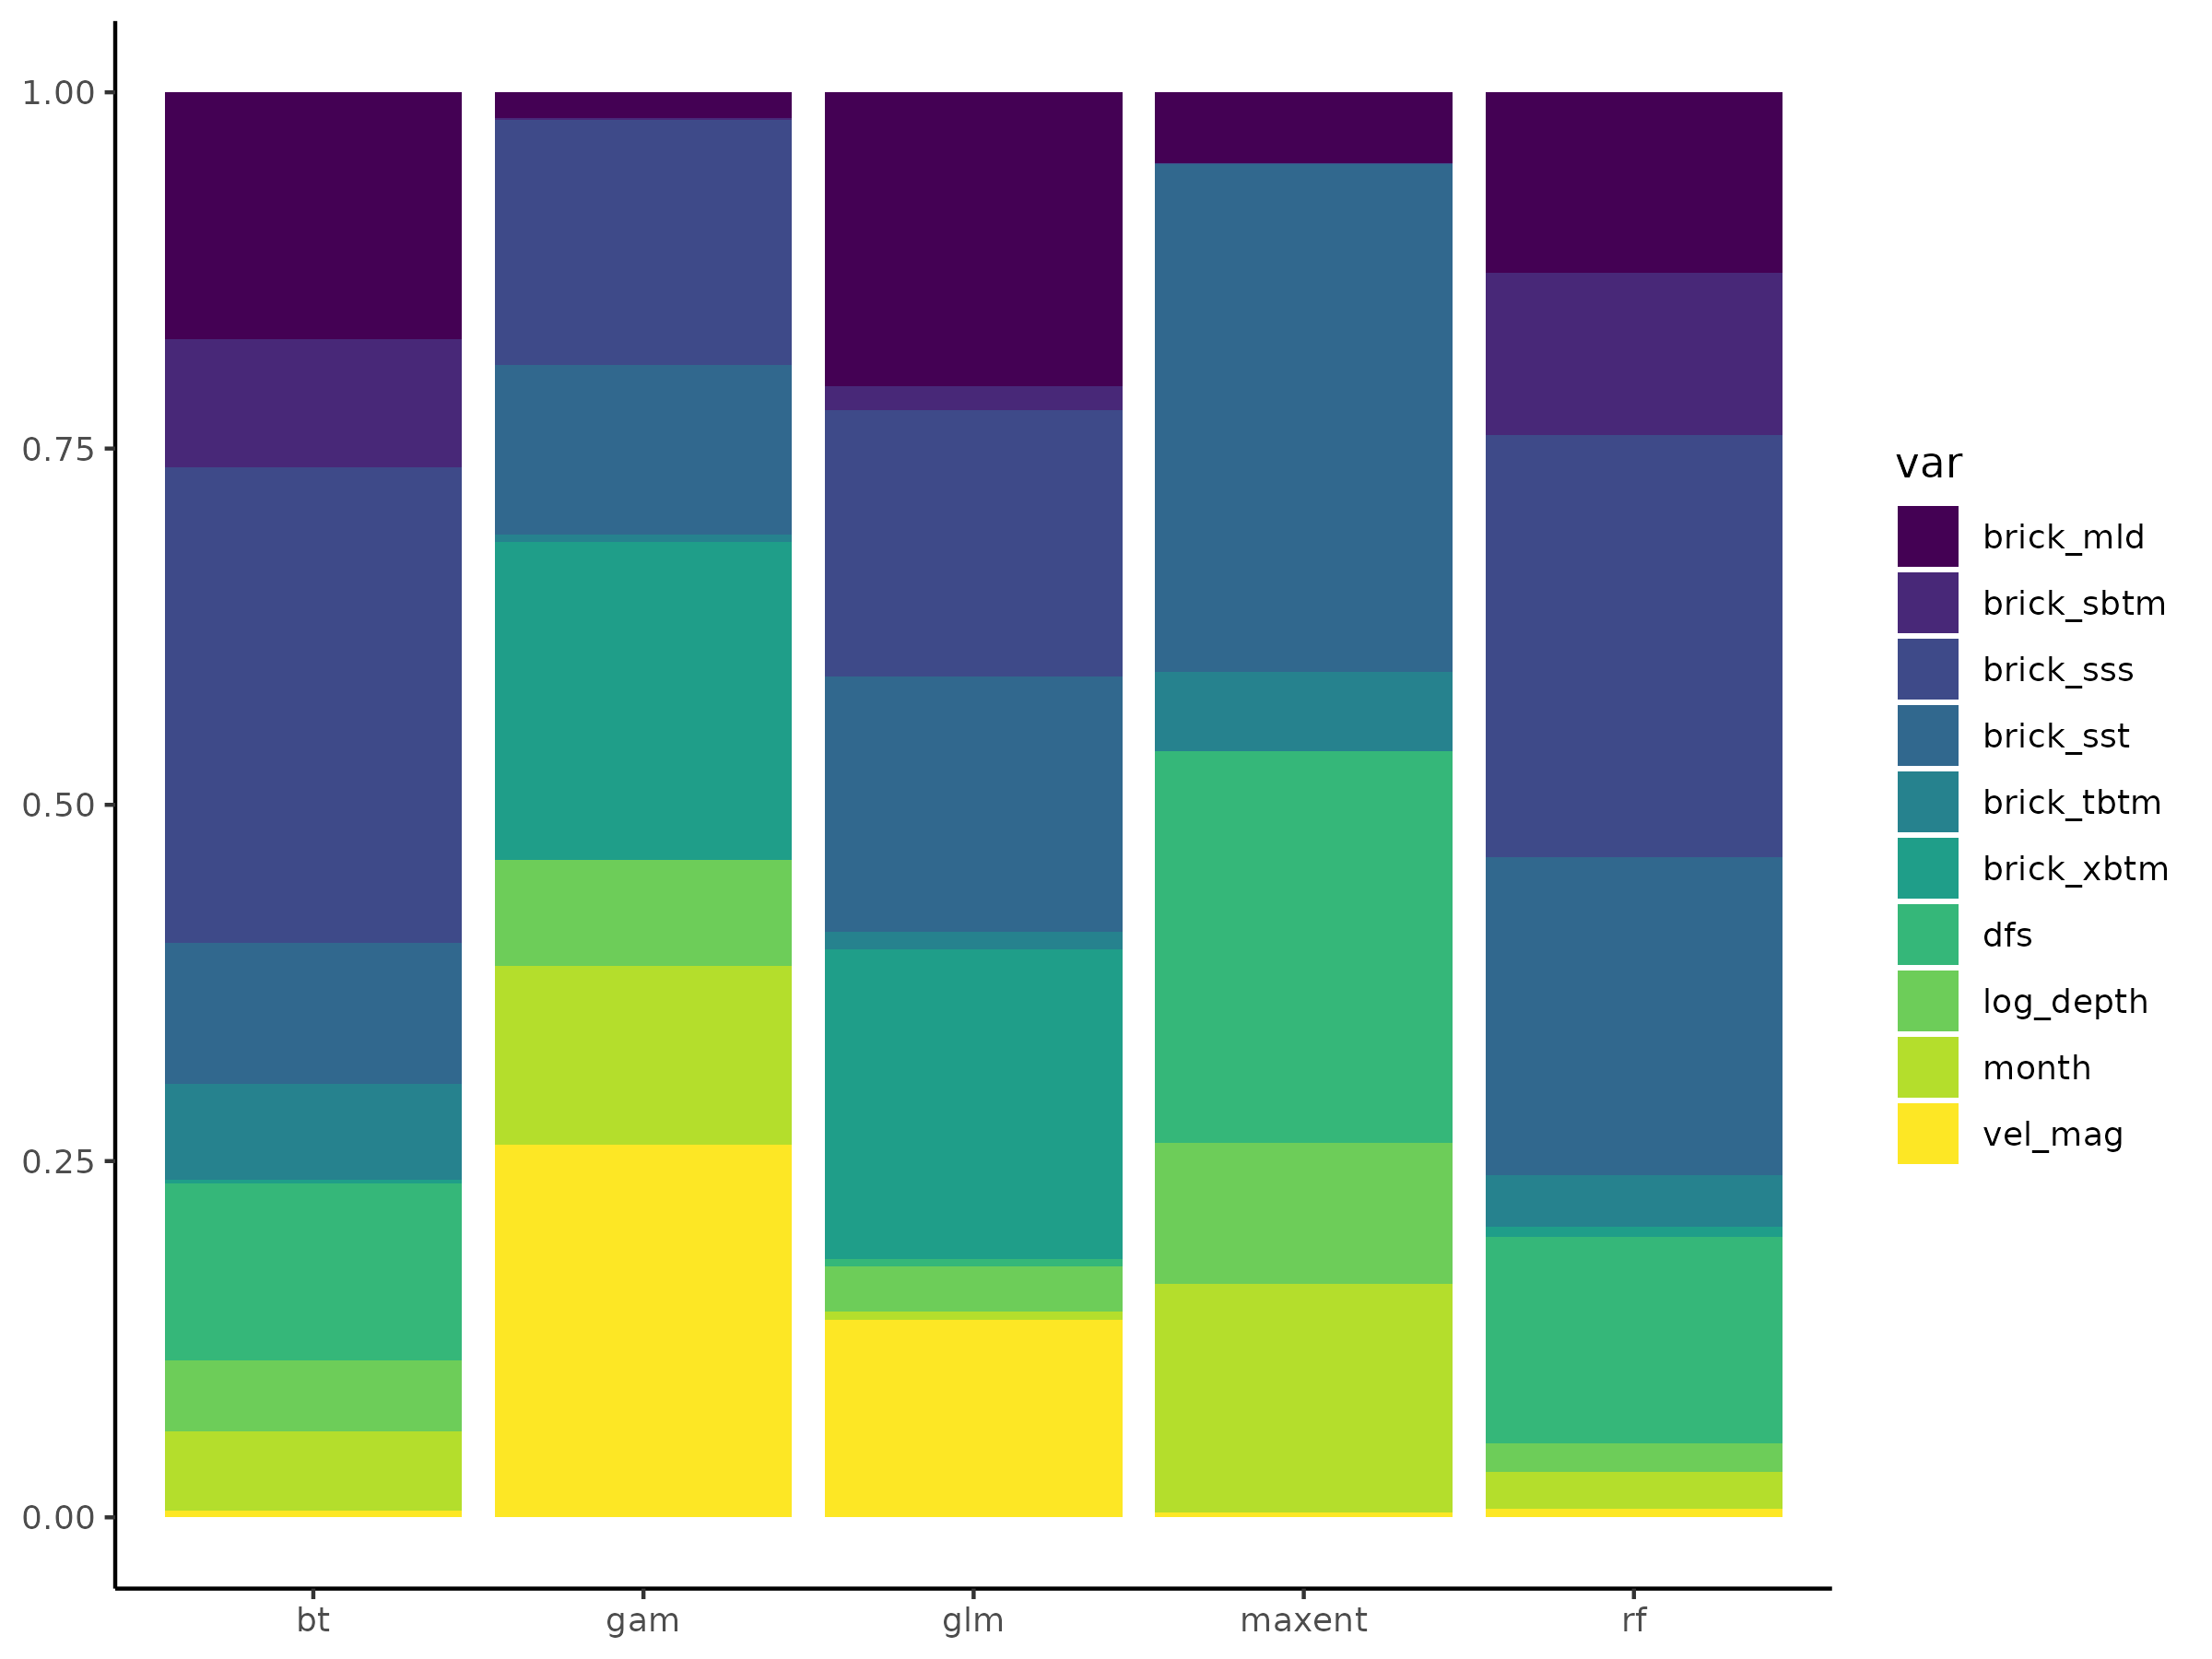 1.00
0.75
0.50
0.25
0.00
bt
gam
glm
maxent
rf
var
brick_mld
brick_sbtm
brick_sss
brick_sst
brick_tbtm
brick_xbtm
dfs
log_depth
month
vel_mag